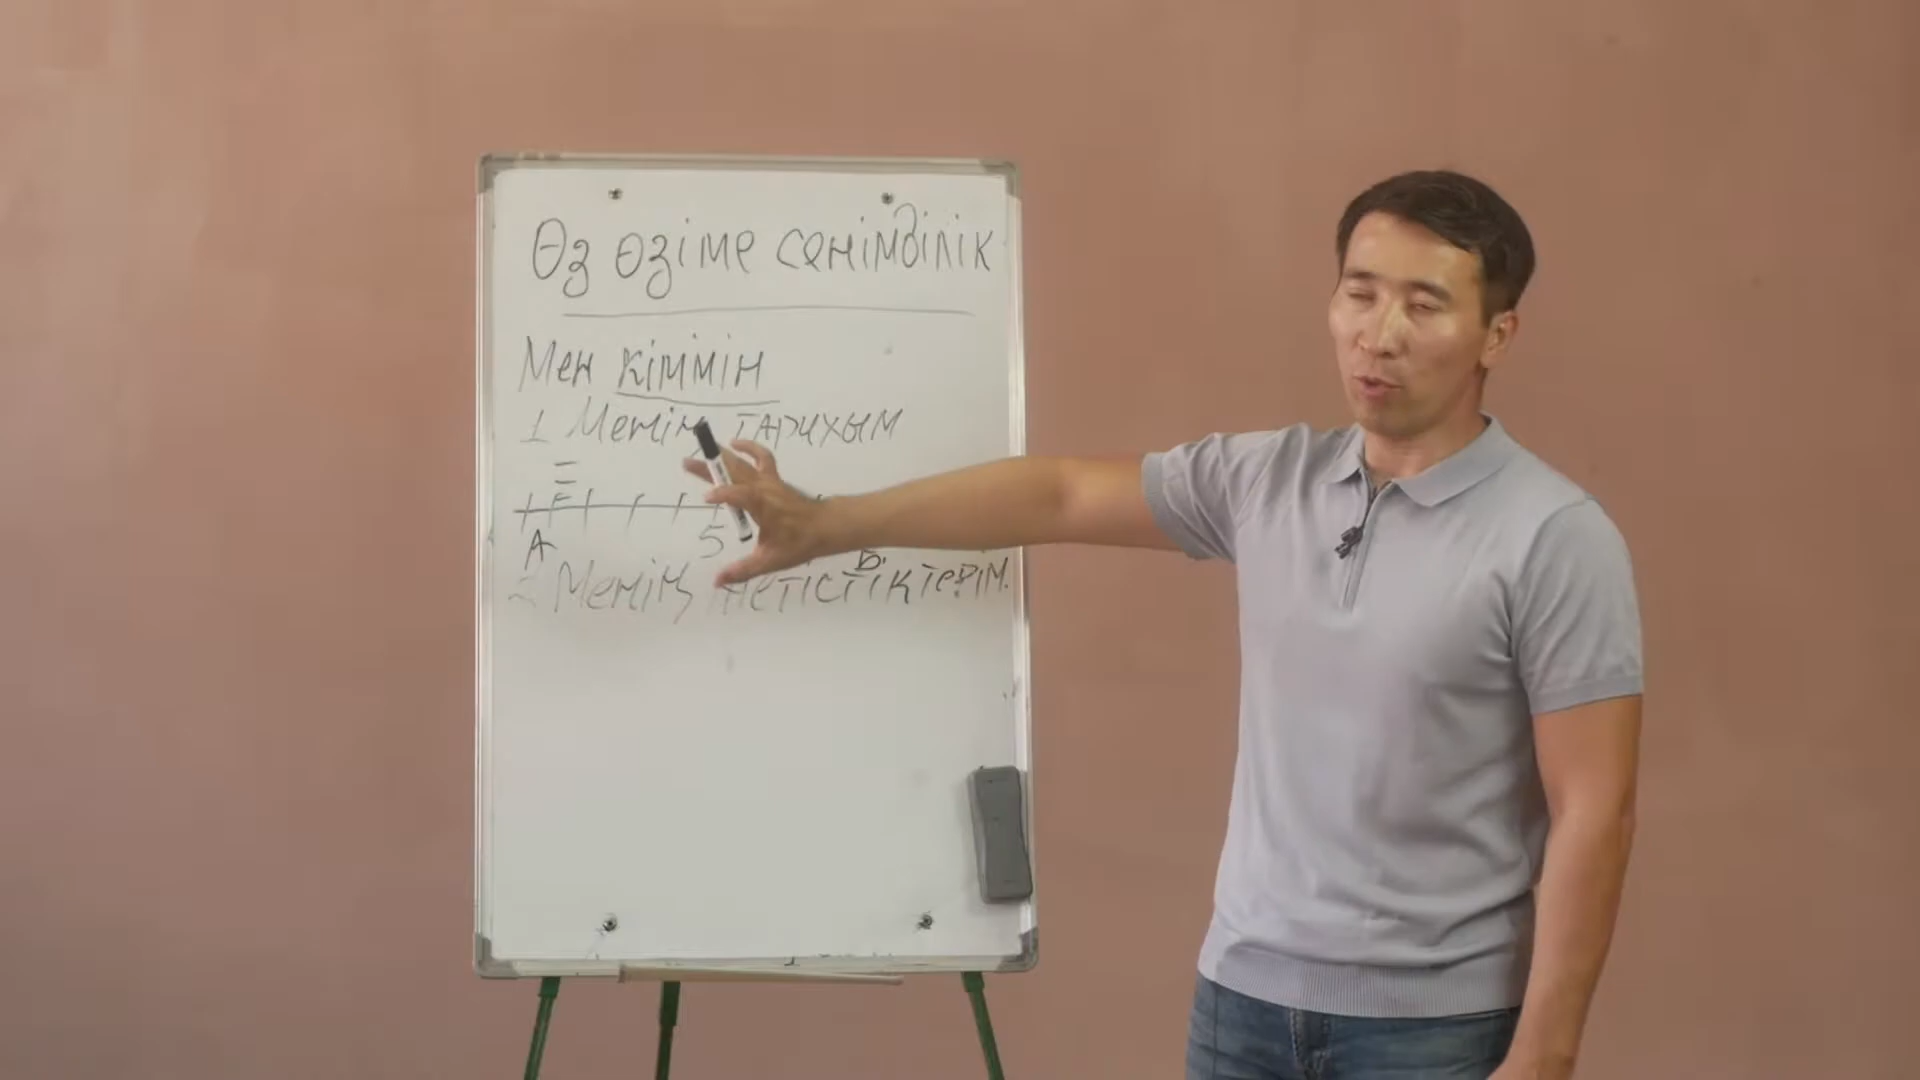 Өз өзіме сенімділік
Мен кіммін
1 Менің тарихым
А 5
2 Менің жетістіктерім.